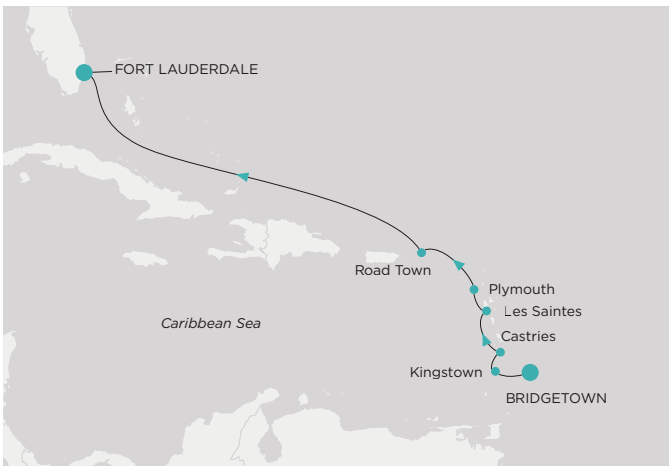 FORT LAUDERDALE
Road Town
Plymouth
Les Saintes
Caribbean Sea
Castries
Kingstown
BRIDGETOWN